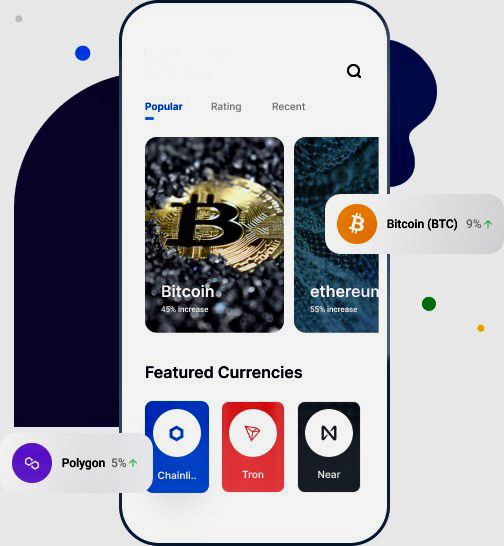 Popular Rating Recent
Bitcoin (BTC) 9%
Bitcoin
45% increase
ethereum
55% increase
Featured Currencies
Polygon 5%
Chainli..
Tron
Near